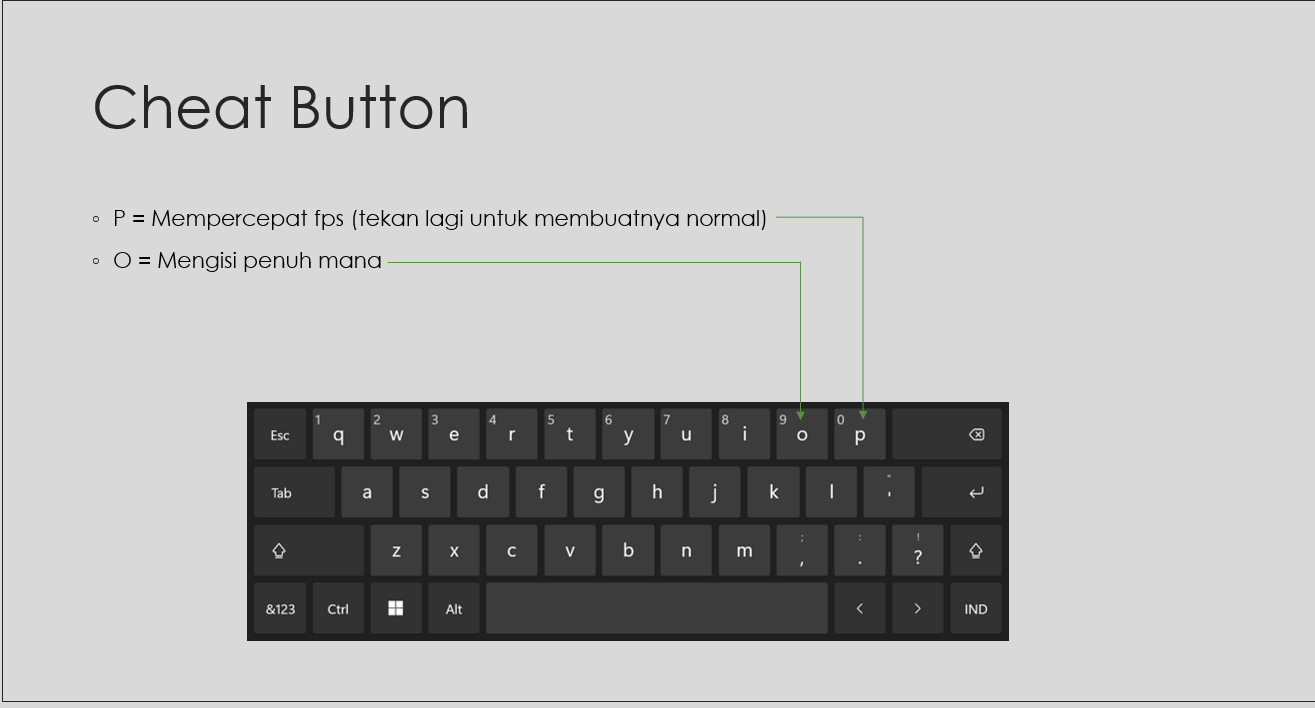 Cheat Button
◦ P = Mempercepat fps (tekan lagi untuk membuatnya normal)
◦ O = Mengisi penuh mana
Esc 1 q 2 w 3 e 4 r 5 t 6 y 7 u 8 i 9 o 0 p
Tab a s d f g h j k l " '
z x c v b n m ; , : . ! ?
&123 Ctrl Alt < > IND